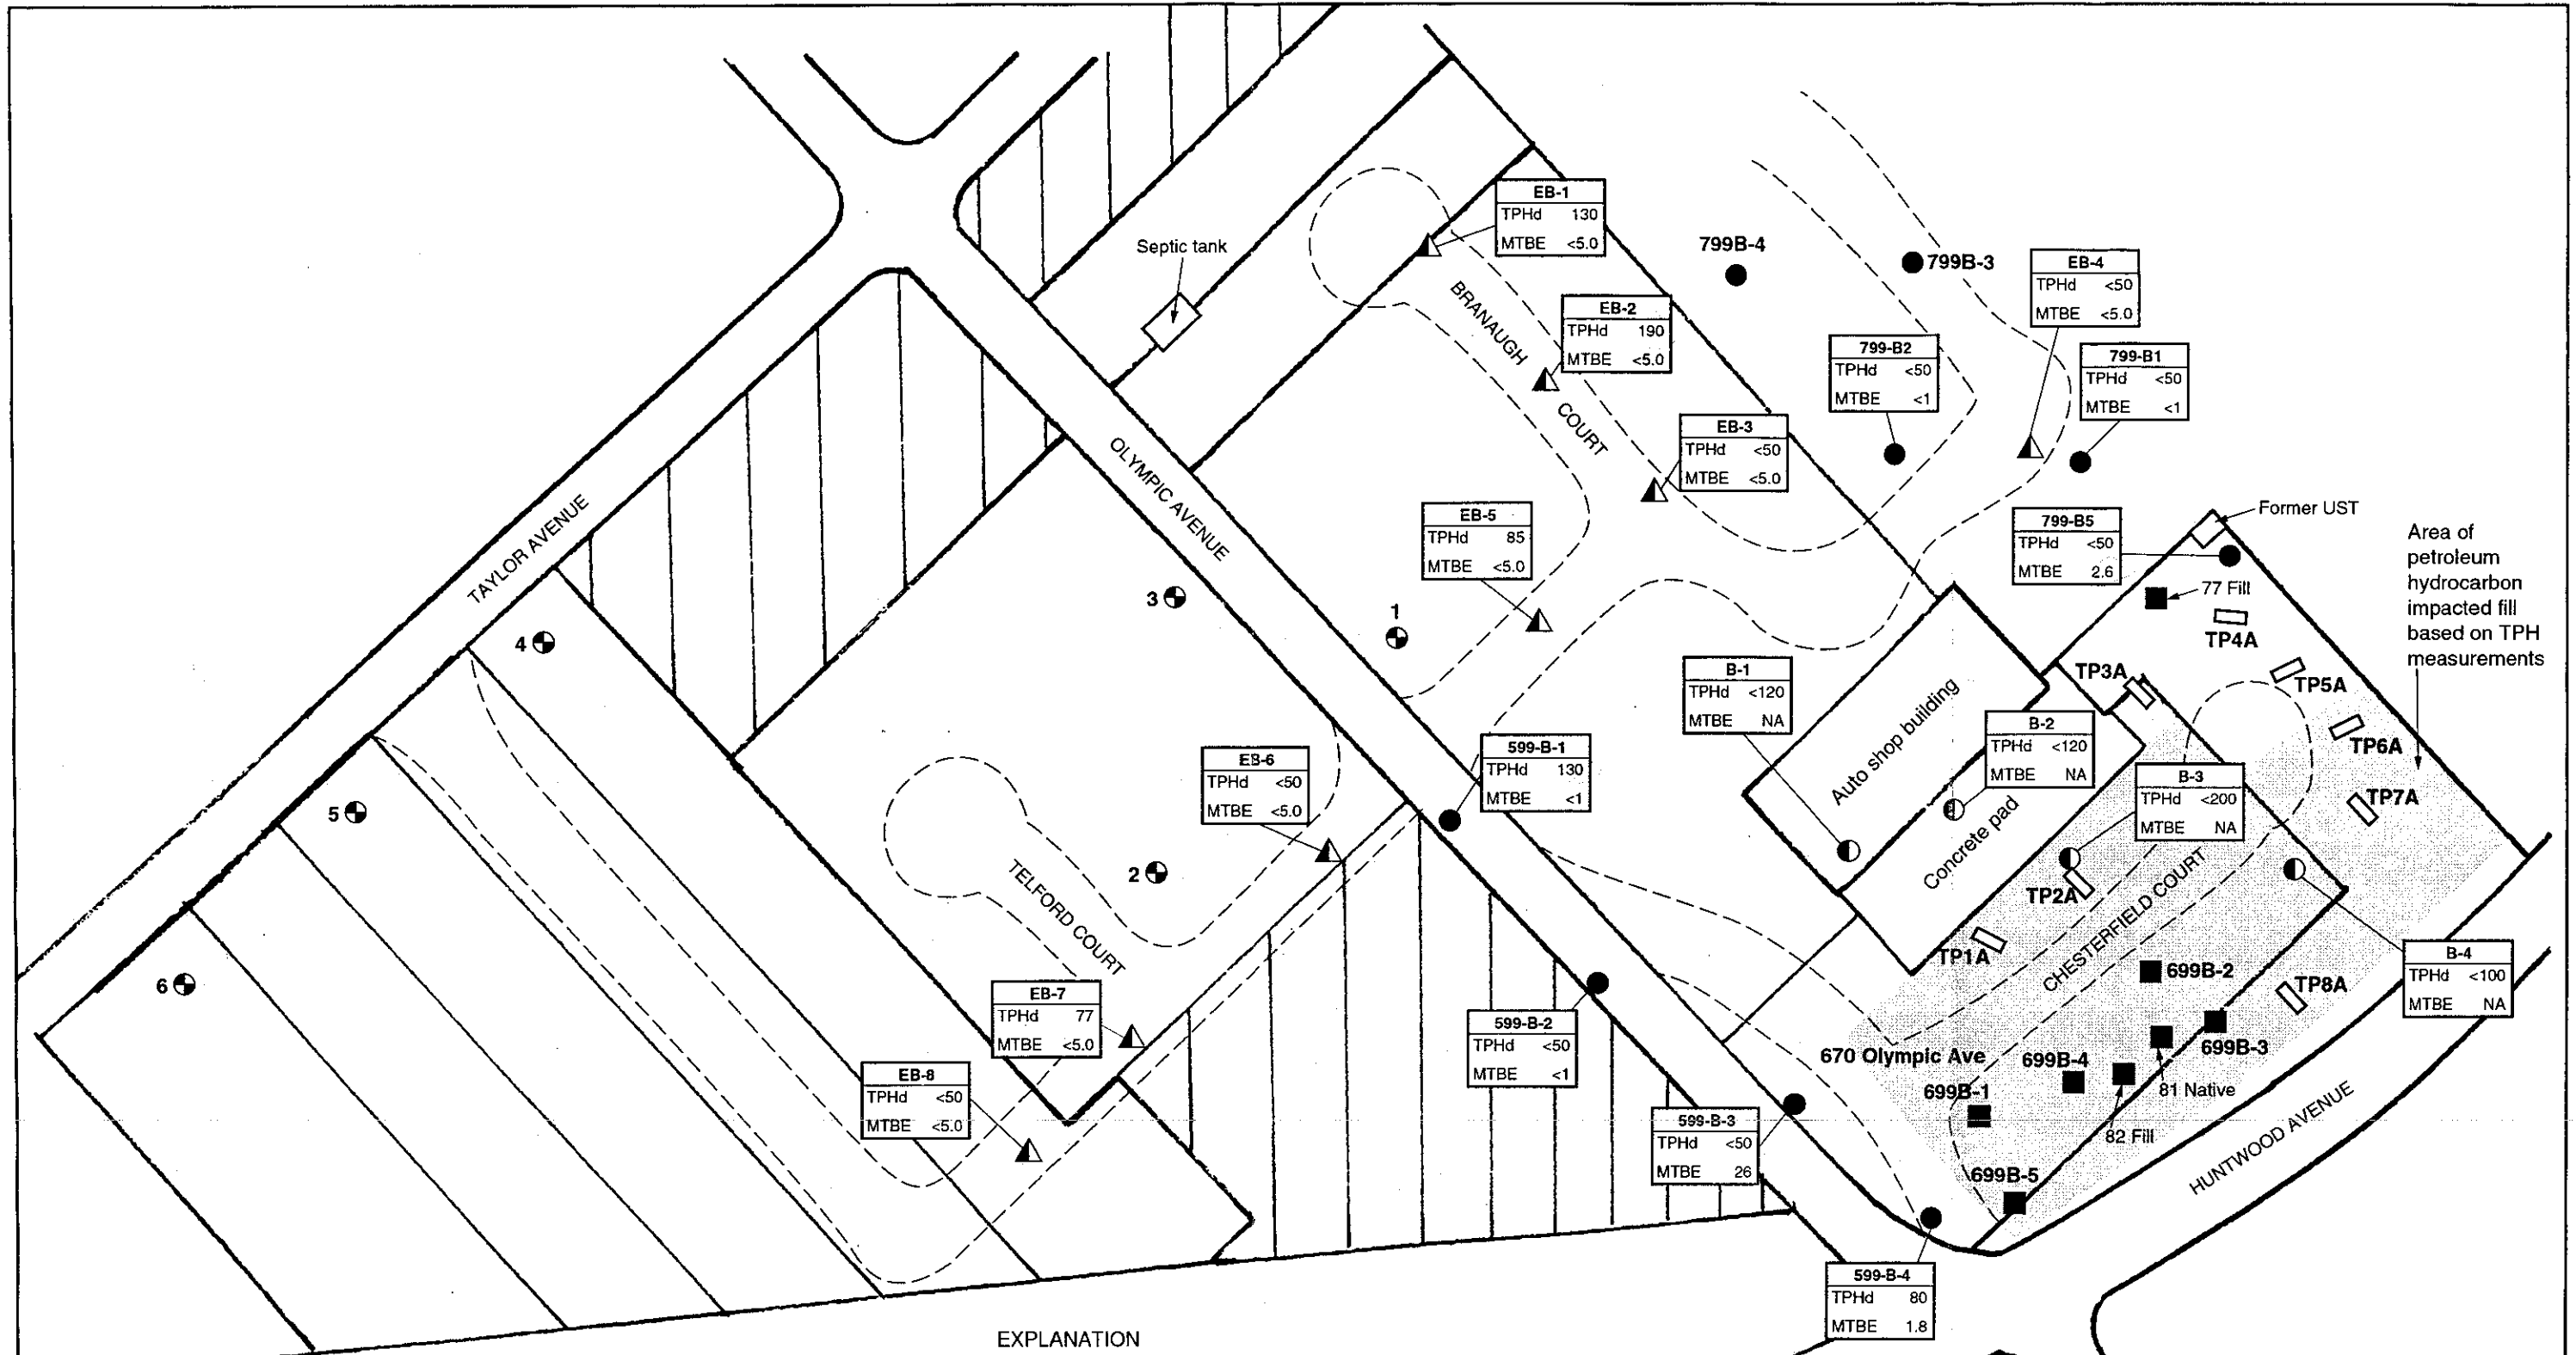 Septic tank
EB-1
TPHd 130
MTBE <5.0
799B-4
799B-3
EB-4
TPHd <50
MTBE <5.0
BRANAUGH
COURT
EB-2
TPHd 190
MTBE <5.0
799-B2
TPHd <50
MTBE <1
799-B1
TPHd <50
MTBE <1
EB-3
TPHd <50
MTBE <5.0
OLYMPIC AVENUE
TAYLOR AVENUE
EB-5
TPHd 85
MTBE <5.0
799-B5
TPHd <50
MTBE 2.6
Former UST
Area of
petroleum
hydrocarbon
impacted fill
based on TPH
measurements
77 Fill
TP4A
TP3A
TP5A
TP6A
TP7A
3
1
4
5
6
2
B-1
TPHd <120
MTBE NA
Auto shop building
B-2
TPHd <120
MTBE NA
B-3
TPHd <200
MTBE NA
Concrete pad
EB-6
TPHd <50
MTBE <5.0
599-B-1
TPHd 130
MTBE <1
TELFORD COURT
TP2A
TP1A
CHESTERFIELD COURT
699B-2
TP8A
B-4
TPHd <100
MTBE NA
EB-7
TPHd 77
MTBE <5.0
599-B-2
TPHd <50
MTBE <1
670 Olympic Ave
699B-4
699B-3
699B-1
81 Native
82 Fill
EB-8
TPHd <50
MTBE <5.0
599-B-3
TPHd <50
MTBE 26
699B-5
HUNTWOOD AVENUE
599-B-4
TPHd 80
MTBE 1.8
EXPLANATION